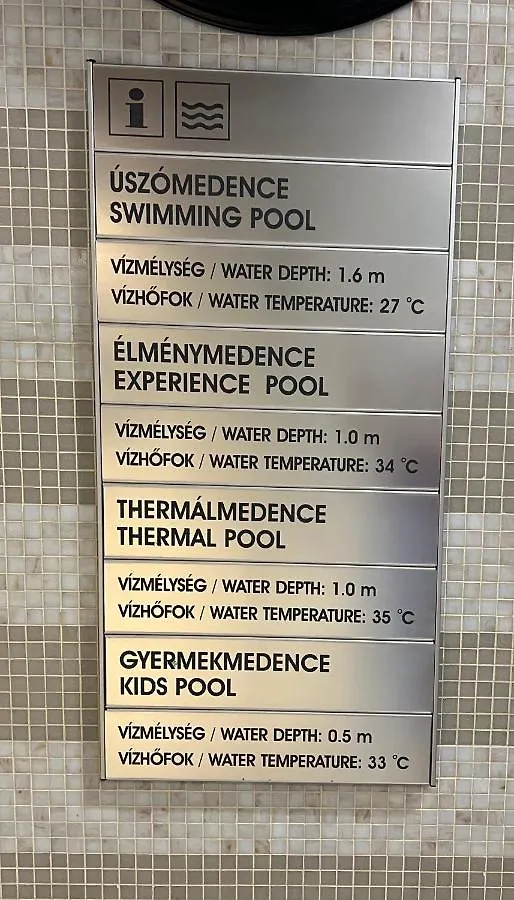 i
ÚSZÓMEDENCE
SWIMMING POOL
VÍZMÉLYSÉG / WATER DEPTH: 1.6 m
VÍZHŐFOK / WATER TEMPERATURE: 27 °C
ÉLMÉNYMEDENCE
EXPERIENCE POOL
VÍZMÉLYSÉG / WATER DEPTH: 1.0 m
VÍZHŐFOK / WATER TEMPERATURE: 34 °C
THERMÁLMEDENCE
THERMAL POOL
VÍZMÉLYSÉG / WATER DEPTH: 1.0 m
VÍZHŐFOK / WATER TEMPERATURE: 35 °C
GYERMEKMEDENCE
KIDS POOL
VÍZMÉLYSÉG / WATER DEPTH: 0.5 m
VÍZHŐFOK / WATER TEMPERATURE: 33 °C